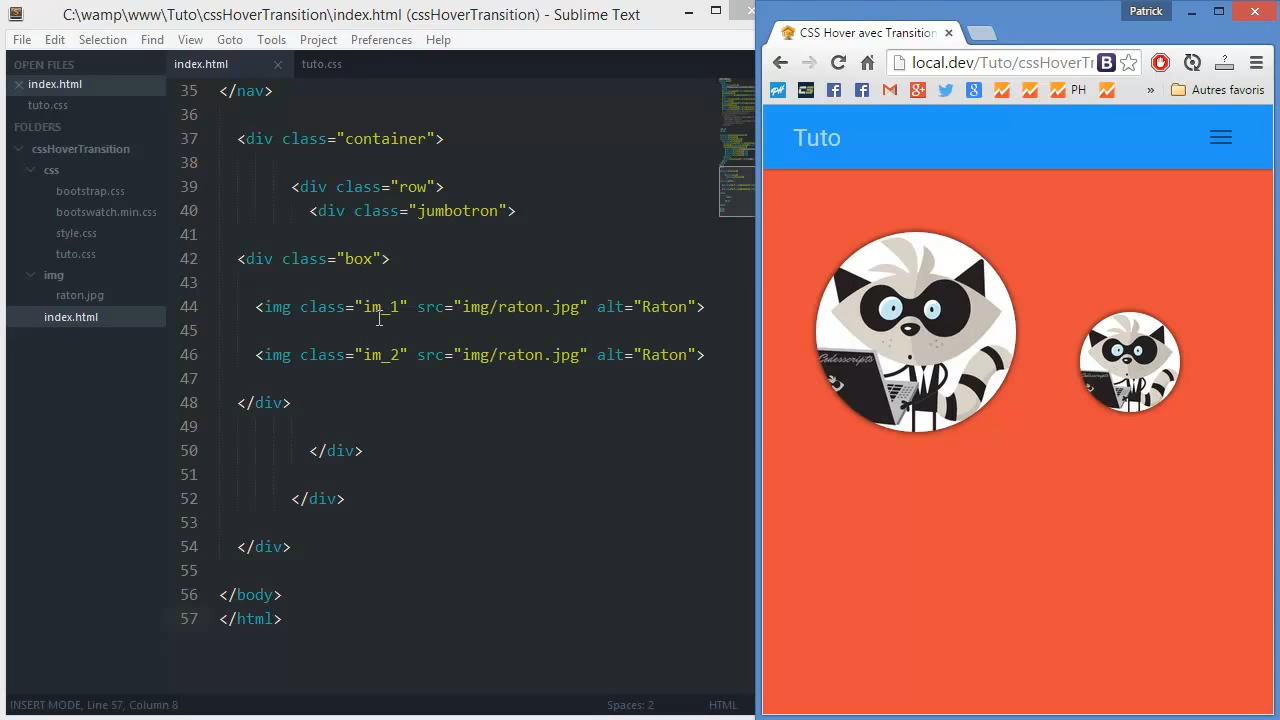 C:\wamp\www\Tuto\cssHoverTransition\index.html (cssHoverTransition) - Sublime Text
File Edit Selection Find View Goto Tools Project Preferences Help
OPEN FILES
index.html
tuto.css
FOLDERS
cssHoverTransition
css
bootstrap.css
bootswatch.min.css
style.css
tuto.css
img
raton.jpg
index.html
index.html tuto.css
35 </nav>
36
37 <div class="container">
38
39 <div class="row">
40 <div class="jumbotron">
41
42 <div class="box">
43
44 <img class="im_1" src="img/raton.jpg" alt="Raton">
45
46 <img class="im_2" src="img/raton.jpg" alt="Raton">
47
48 </div>
49
50 </div>
51
52 </div>
53
54 </div>
55
56 </body>
57 </html>
INSERT MODE, Line 57, Column 8 Spaces: 2 HTML
Patrick
CSS Hover avec Transition
local.dev/Tuto/cssHoverTr
PH » Autres favoris
Tuto
Codesscripts